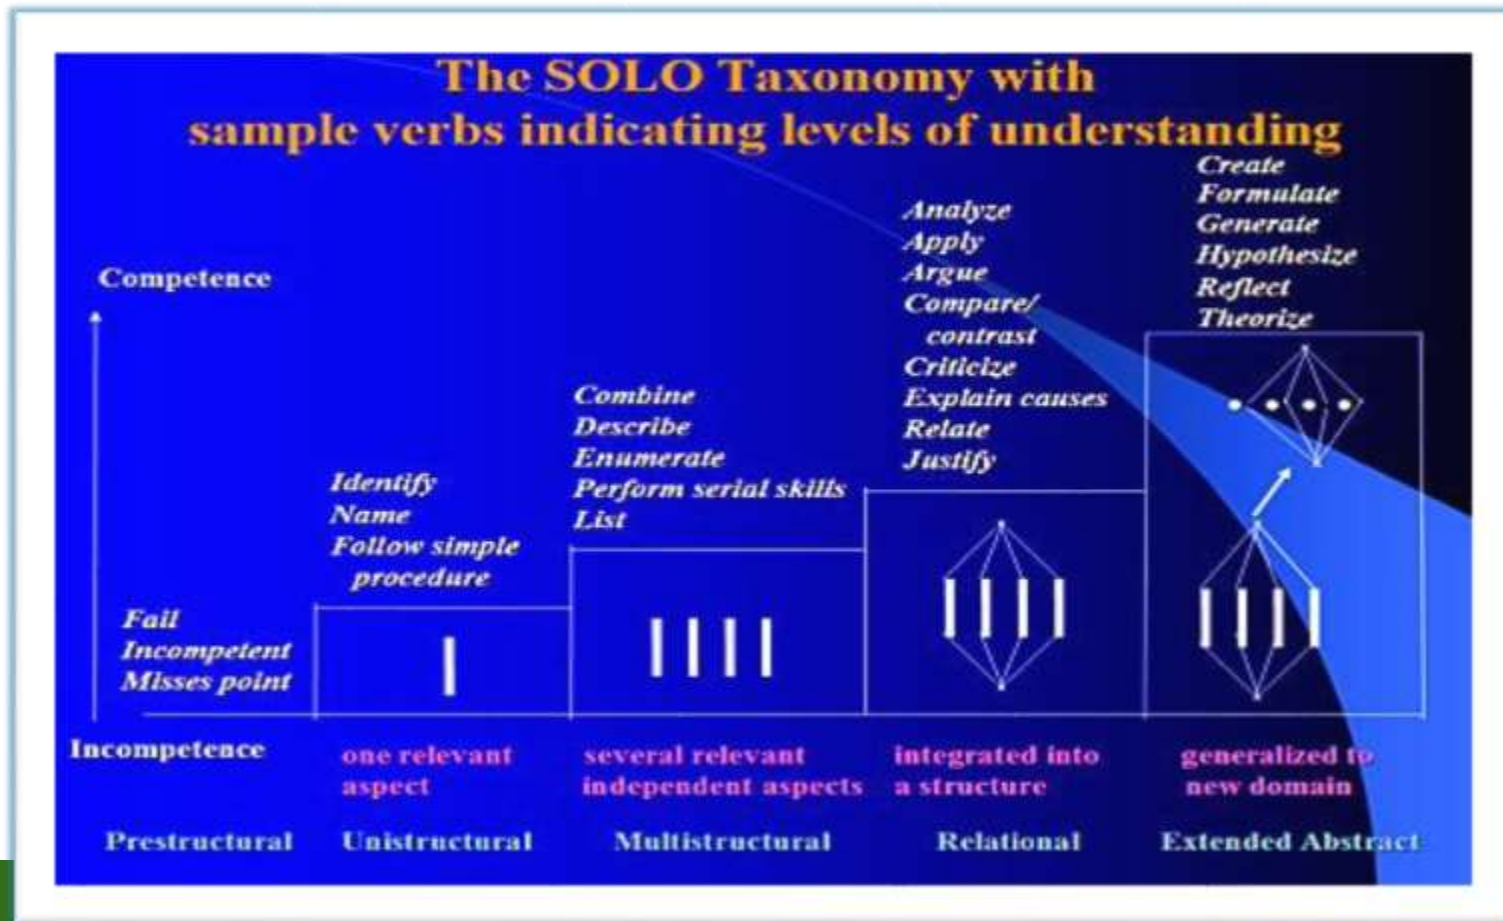 The SOLO Taxonomy with
sample verbs indicating levels of understanding
Competence
Fail
Incompetent
Misses point
Identify
Name
Follow simple
procedure
Combine
Describe
Enumerate
Perform serial skills
List
Analyze
Apply
Argue
Compare/
contrast
Criticize
Explain causes
Relate
Justify
Create
Formulate
Generate
Hypothesize
Reflect
Theorize
Incompetence
one relevant
aspect
several relevant
independent aspects
integrated into
a structure
generalized to
new domain
Prestructural
Unistructural
Multistructural
Relational
Extended Abstract